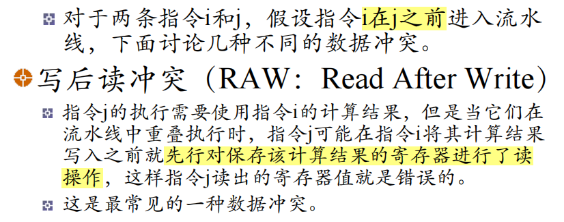 对于两条指令i和j，假设指令i在j之前进入流水
线，下面讨论几种不同的数据冲突。
写后读冲突（RAW：Read After Write）
指令j的执行需要使用指令i的计算结果，但是当它们在
流水线中重叠执行时，指令j可能在指令i将其计算结果
写入之前就先行对保存该计算结果的寄存器进行了读
操作，这样指令j读出的寄存器值就是错误的。
这是最常见的一种数据冲突。